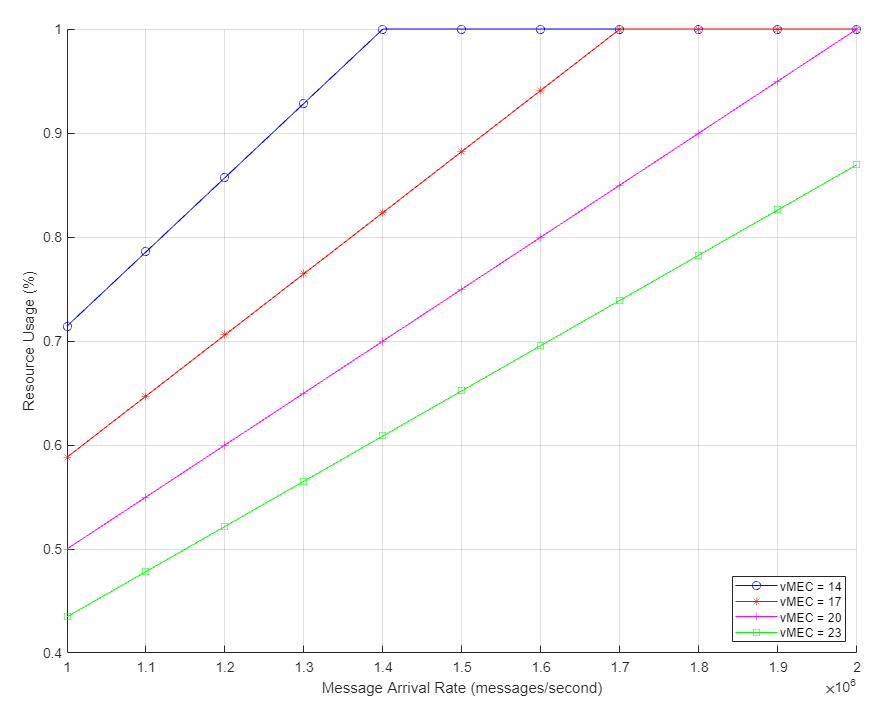 1
0.9
0.8
0.7
0.6
0.5
0.4
Resource Usage (%)
1 1.1 1.2 1.3 1.4 1.5 1.6 1.7 1.8 1.9 2
Message Arrival Rate (messages/second)
×10⁶
vMEC = 14
vMEC = 17
vMEC = 20
vMEC = 23